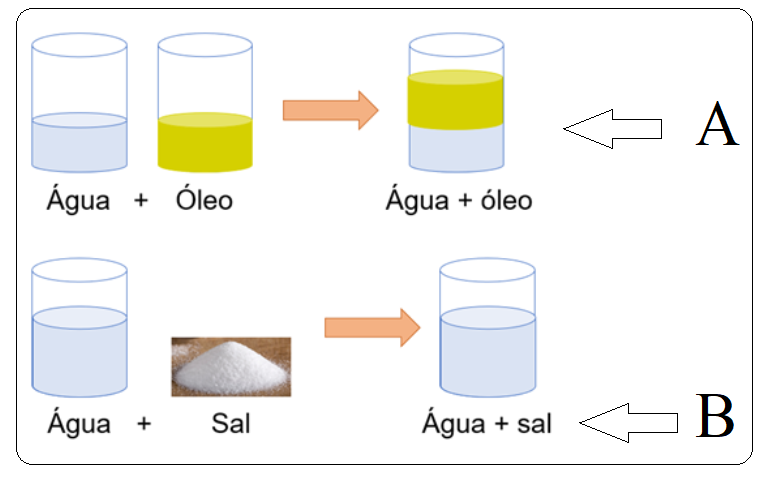 A
Água + Óleo
Água + óleo
Água + Sal
Água + sal
B